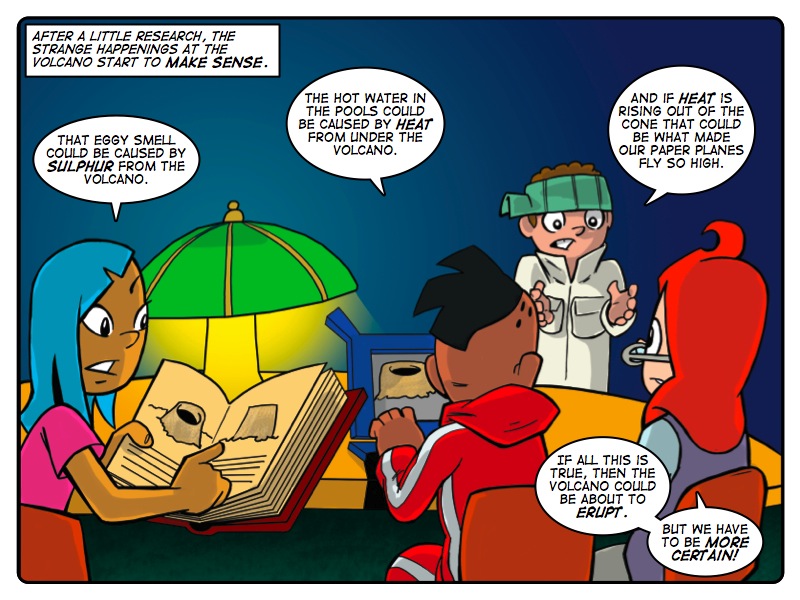 AFTER A LITTLE RESEARCH, THE
STRANGE HAPPENINGS AT THE
VOLCANO START TO MAKE SENSE.
THAT EGGY SMELL
COULD BE CAUSED BY
SULPHUR FROM THE
VOLCANO.
THE HOT WATER IN
THE POOLS COULD
BE CAUSED BY HEAT
FROM UNDER THE
VOLCANO.
AND IF HEAT IS
RISING OUT OF THE
CONE THAT COULD
BE WHAT MADE
OUR PAPER PLANES
FLY SO HIGH.
IF ALL THIS IS
TRUE, THEN THE
VOLCANO COULD
BE ABOUT TO
ERUPT.
BUT WE HAVE
TO BE MORE
CERTAIN!